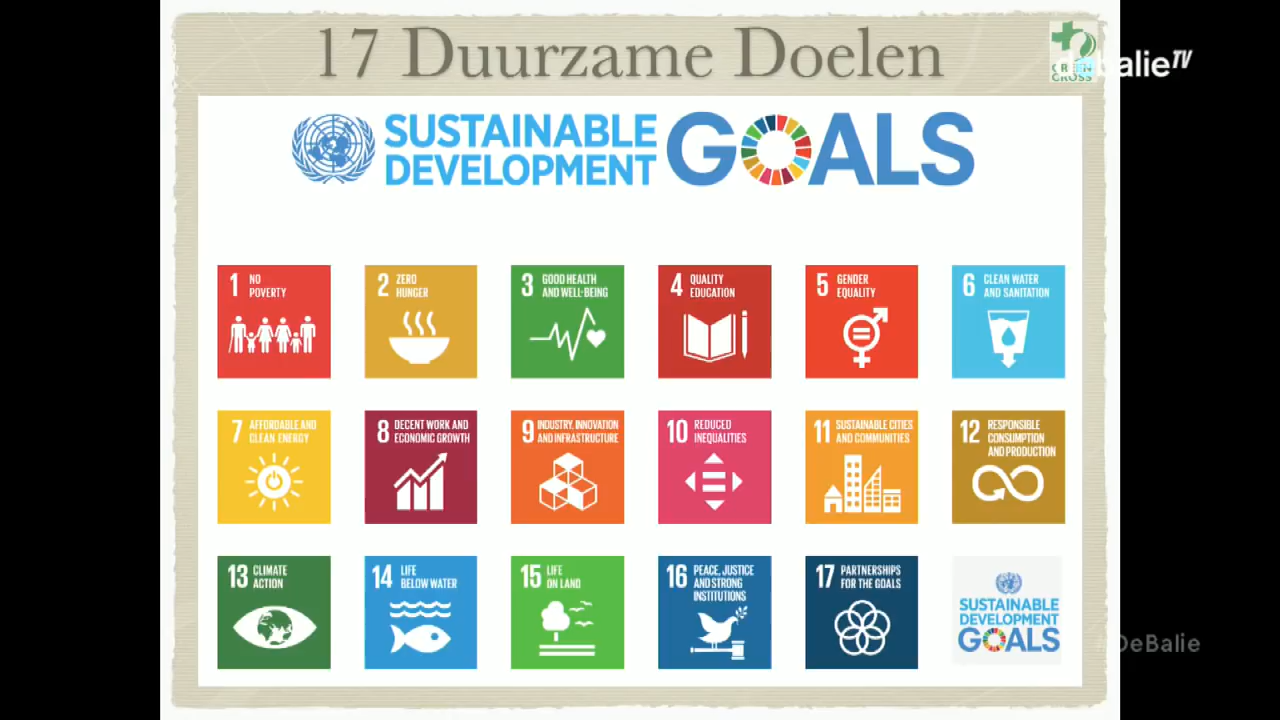 17 Duurzame Doelen
GREEN
CROSS
deBalieTV
SUSTAINABLE
DEVELOPMENT
GOALS
1 NO
POVERTY
2 ZERO
HUNGER
3 GOOD HEALTH
AND WELL-BEING
4 QUALITY
EDUCATION
5 GENDER
EQUALITY
6 CLEAN WATER
AND SANITATION
7 AFFORDABLE AND
CLEAN ENERGY
8 DECENT WORK AND
ECONOMIC GROWTH
9 INDUSTRY, INNOVATION
AND INFRASTRUCTURE
10 REDUCED
INEQUALITIES
11 SUSTAINABLE CITIES
AND COMMUNITIES
12 RESPONSIBLE
CONSUMPTION
AND PRODUCTION
13 CLIMATE
ACTION
14 LIFE
BELOW WATER
15 LIFE
ON LAND
16 PEACE, JUSTICE
AND STRONG
INSTITUTIONS
17 PARTNERSHIPS
FOR THE GOALS
SUSTAINABLE
DEVELOPMENT
GOALS
DeBalie